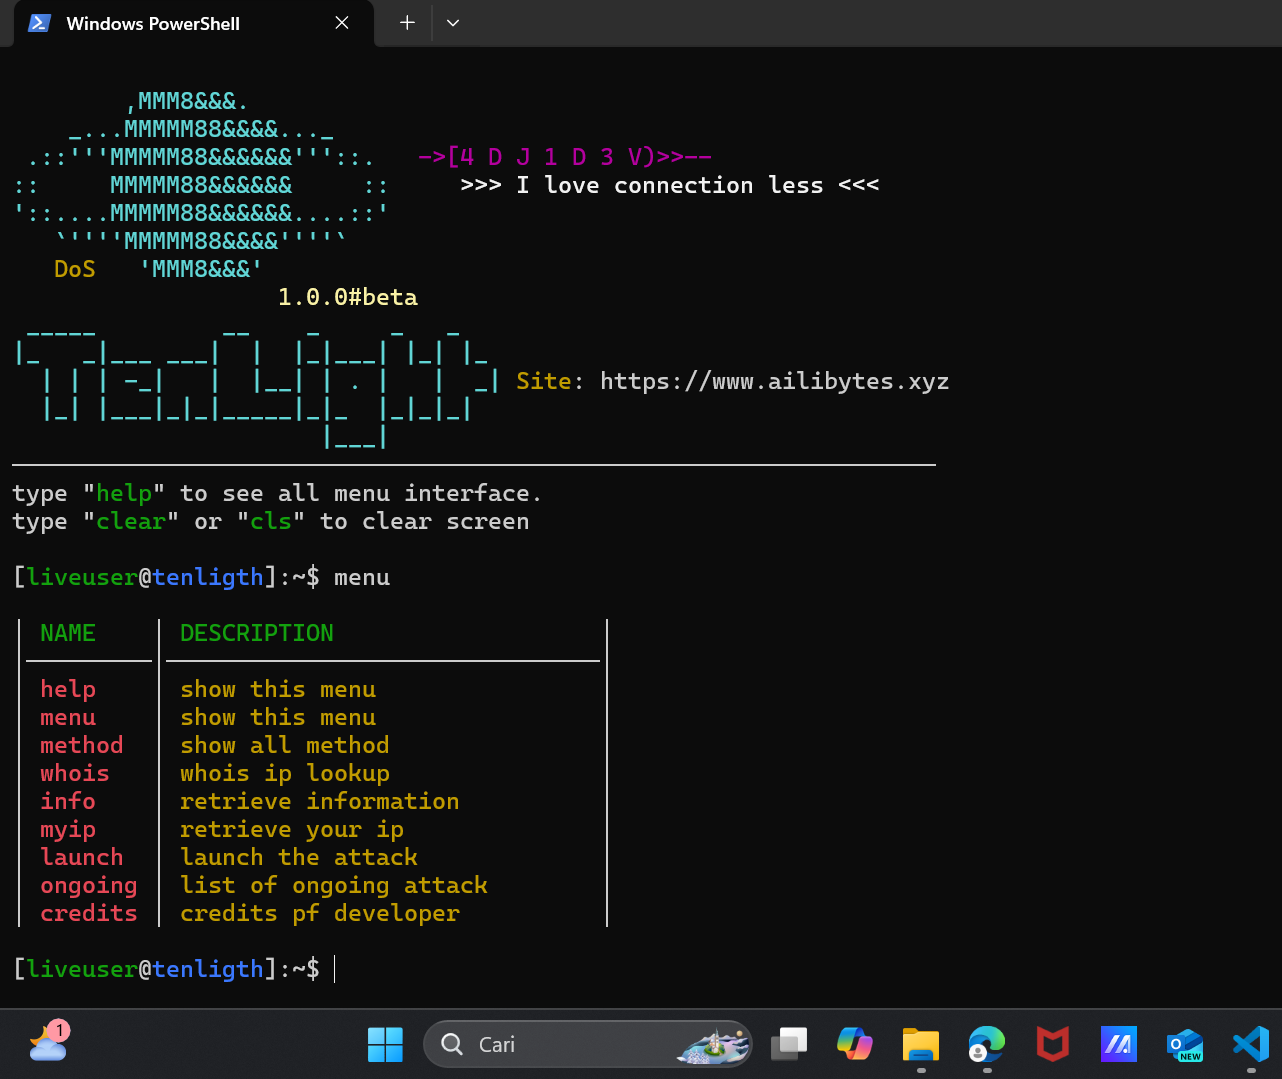 Windows PowerShell
,MMM8&&&.
_...MMMMM88&&&&..._
.::'''MMMMM88&&&&&&'''::.
->[4 D J 1 D 3 V)>>--
::      MMMMM88&&&&&&      ::
>>> I love connection less <<<
'::....MMMMM88&&&&&&....::'
`''''MMMMM88&&&&''''`
DoS   'MMM8&&&'
1.0.0#beta
TenLigth
Site: https://www.ailibytes.xyz
type "help" to see all menu interface.
type "clear" or "cls" to clear screen
[liveuser@tenligth]:~$ menu
NAME DESCRIPTION
help show this menu
menu show this menu
method show all method
whois whois ip lookup
info retrieve information
myip retrieve your ip
launch launch the attack
ongoing list of ongoing attack
credits credits pf developer
[liveuser@tenligth]:~$
1
Cari
NEW